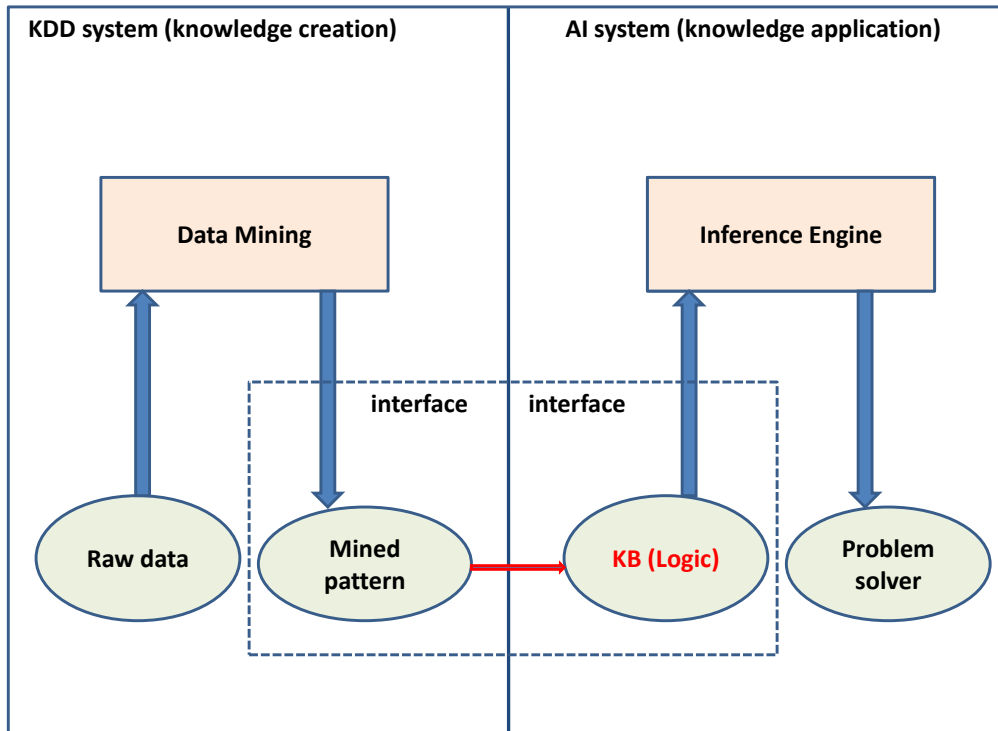 KDD system (knowledge creation)
AI system (knowledge application)
Data Mining
Inference Engine
interface
interface
Raw data
Mined
pattern
KB (Logic)
Problem
solver